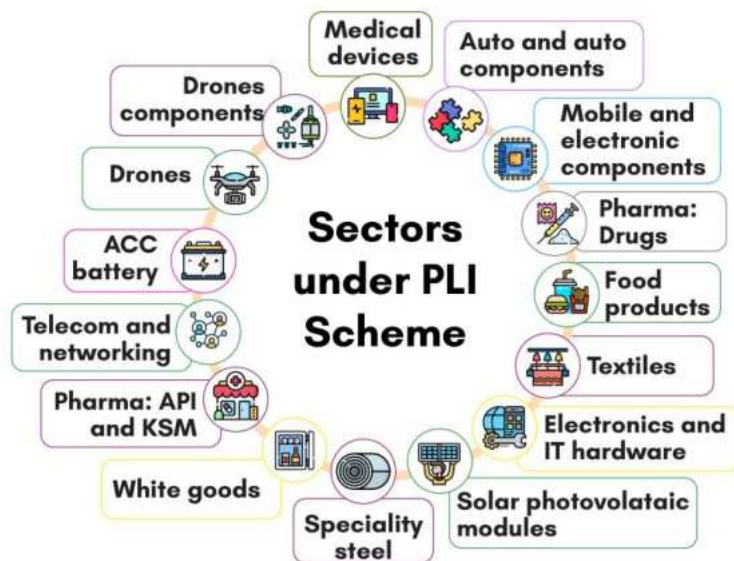 Medical
devices
Auto and auto
components
Mobile and
electronic
components
Pharma:
Drugs
Food
products
Textiles
Electronics and
IT hardware
Solar photovolataic
modules
Speciality
steel
White goods
Pharma: API
and KSM
Telecom and
networking
ACC
battery
Drones
Drones
components
Sectors
under PLI
Scheme